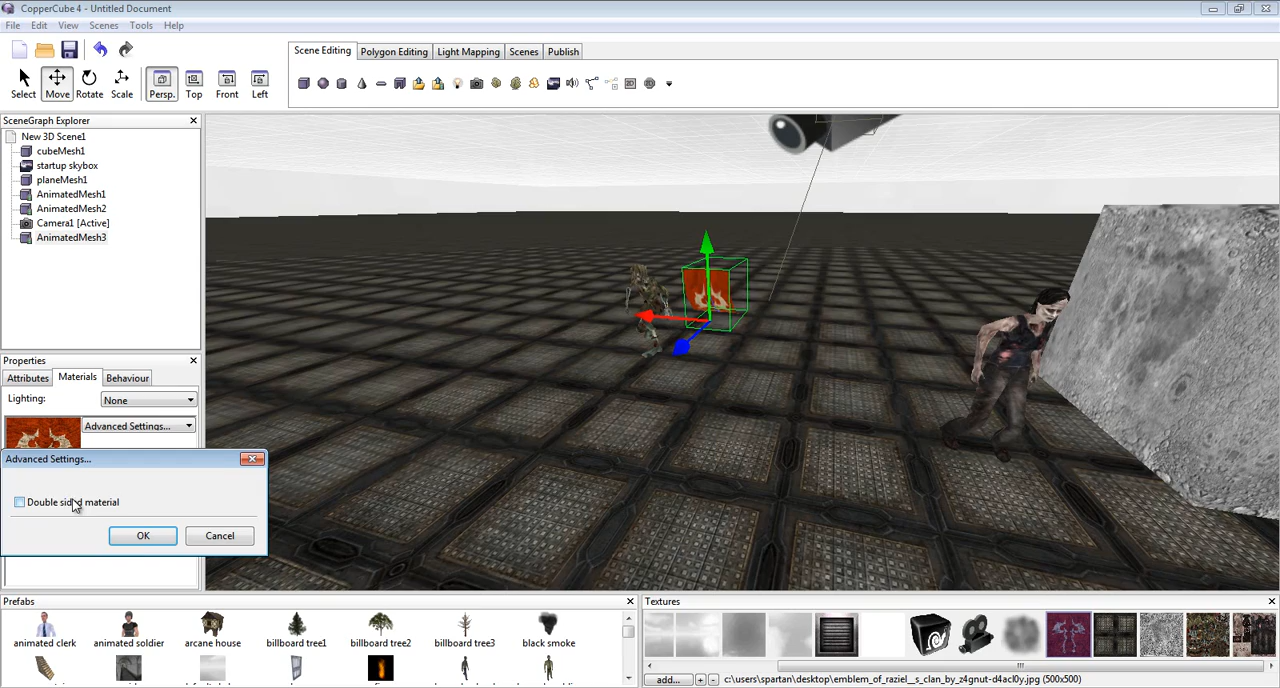 CopperCube 4 - Untitled Document
File Edit View Scenes Tools Help
Scene Editing Polygon Editing Light Mapping Scenes Publish
Select Move Rotate Scale Persp. Top Front Left
SceneGraph Explorer
New 3D Scene1
cubeMesh1
startup skybox
planeMesh1
AnimatedMesh1
AnimatedMesh2
Camera1 [Active]
AnimatedMesh3
Properties
Attributes Materials Behaviour
Lighting: None
Advanced Settings...
Advanced Settings...
Double sided material
OK Cancel
Prefabs
animated clerk animated soldier arcane house billboard tree1 billboard tree2 billboard tree3 black smoke
Textures
add... + - c:\users\spartan\desktop\emblem_of_raziel__s_clan_by_z4gnut-d4acl0y.jpg (500x500)